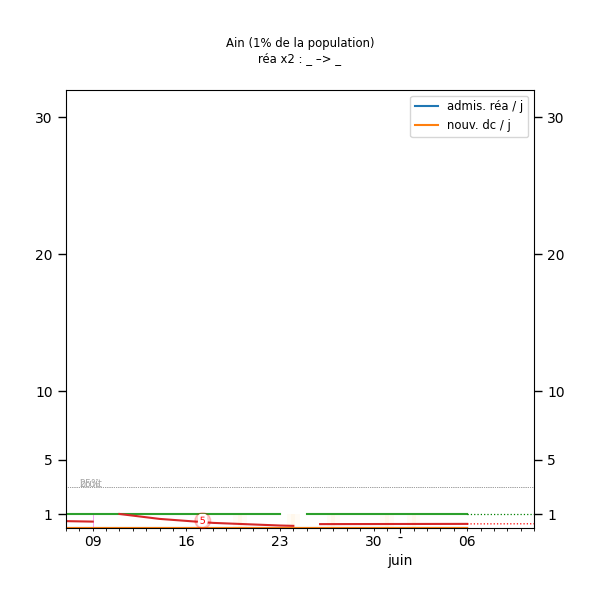 Ain (1% de la population)
réa x2 : _ –> _
admis. réa / j
nouv. dc / j
30 30
20 20
10 10
5 5
1 1
5
09 16 23 30 - 06
juin